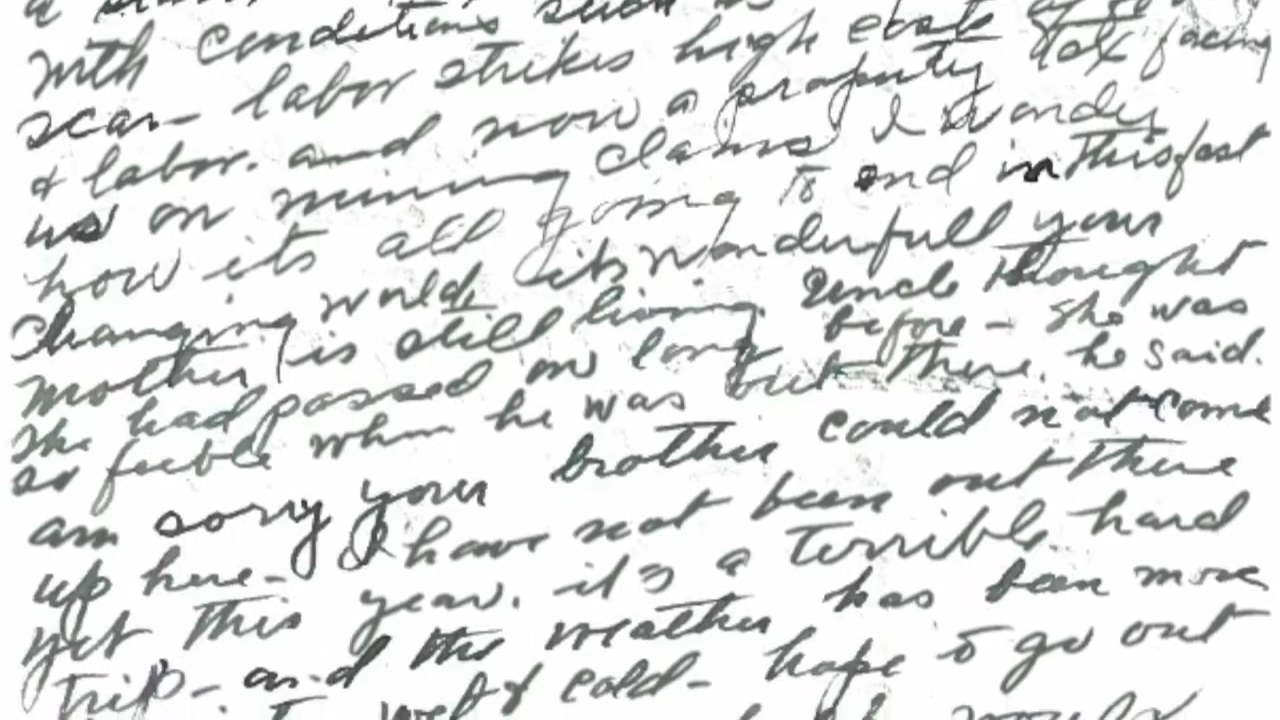 with conditions such as
scar- labor strikes high cost of
& labor. and now a property tax facing
us on mining claims I wonder
how its all going to end in this fast
Changing world, its wonderfull your
mother is still living. Uncle thought
She had passed on long before - she was
so feeble when he was out there. he said.
am sorry your brother could not come
up here - I have not been out there
yet this year. it's a terrible hard
trip - and the weather has been more
wet & cold - hope to go out